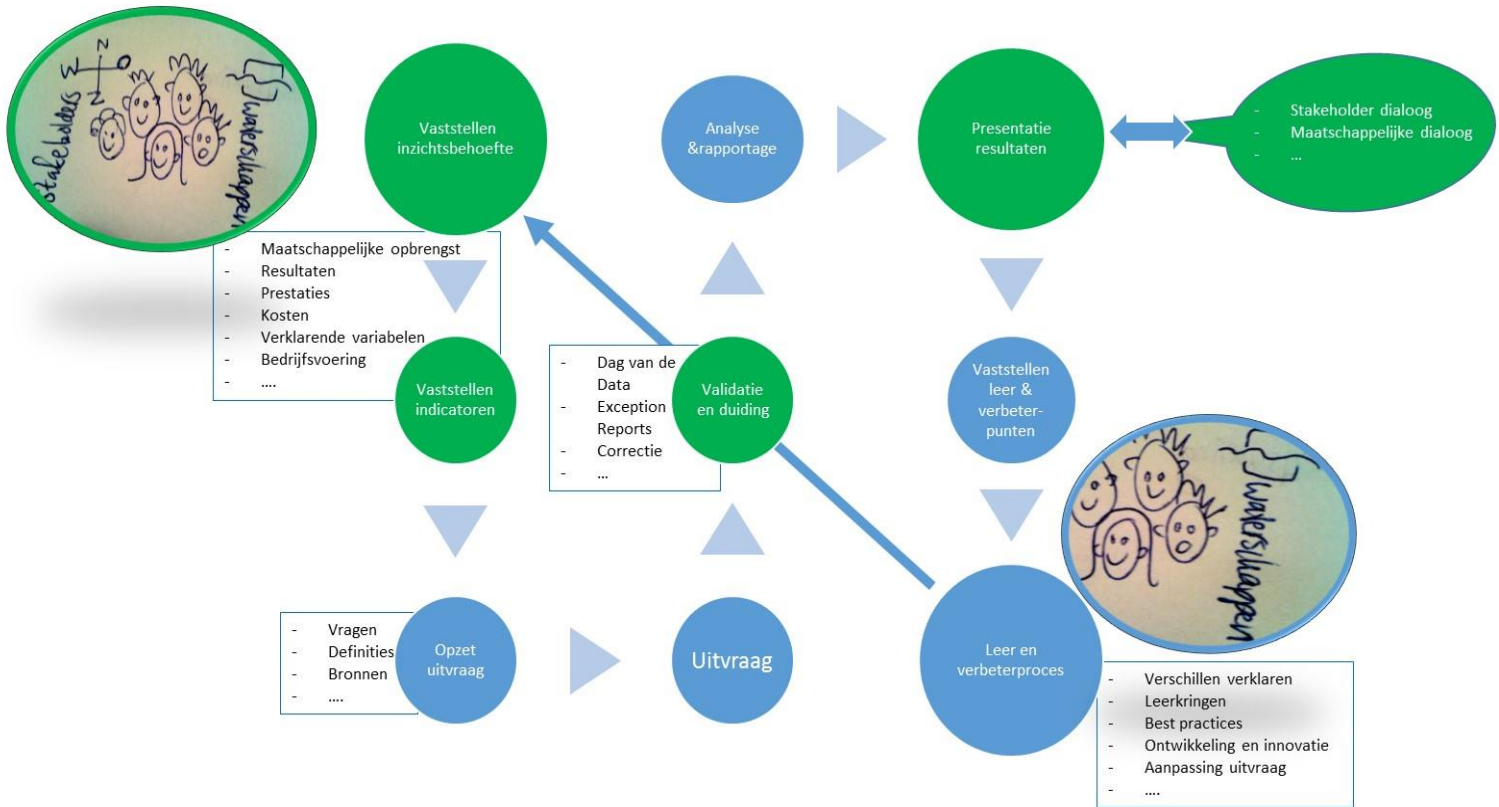 stakeholders
N
O
Z
W
waterschappen
Vaststellen
inzichtsbehoefte
- Maatschappelijke opbrengst
- Resultaten
- Prestaties
- Kosten
- Verklarende variabelen
- Bedrijfsvoering
- ....
Vaststellen
indicatoren
- Vragen
- Definities
- Bronnen
- ....
Opzet
uitvraag
Uitvraag
- Dag van de
Data
- Exception
Reports
- Correctie
- ...
Validatie
en duiding
Analyse
&rapportage
Presentatie
resultaten
- Stakeholder dialoog
- Maatschappelijke dialoog
- ...
Vaststellen
leer &
verbeter-
punten
Leer en
verbeterproces
waterschappen
- Verschillen verklaren
- Leerkringen
- Best practices
- Ontwikkeling en innovatie
- Aanpassing uitvraag
- ....